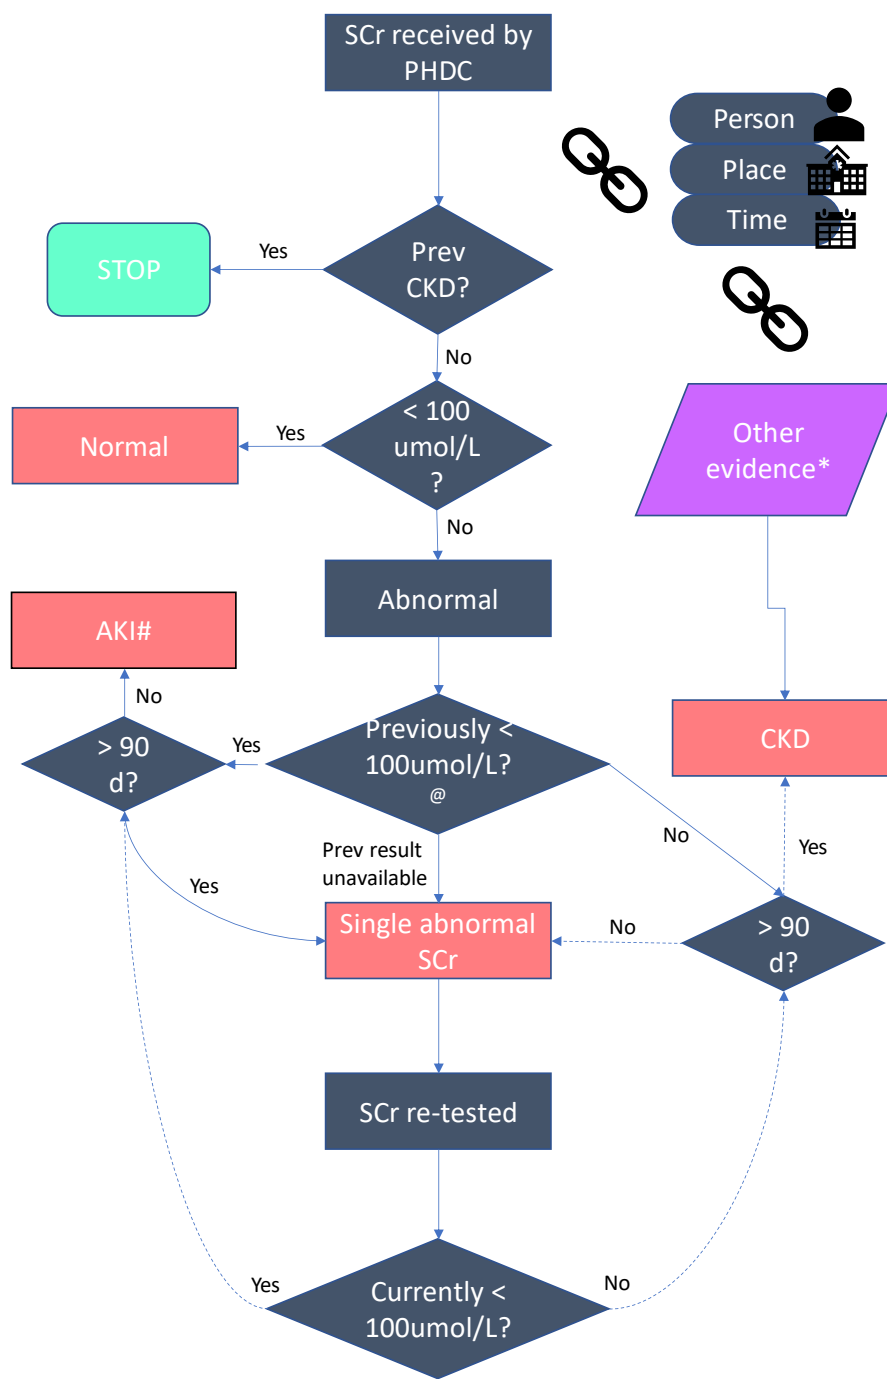 SCr received by
PHDC
Person
Place
Time
Prev
CKD?
Yes
STOP
No
< 100
umol/L
?
Yes
Normal
Other
evidence*
No
Abnormal
AKI#
No
Previously <
100umol/L?
@
Yes
> 90
d?
CKD
No
Yes
Prev result
unavailable
Yes
Single abnormal
SCr
No
> 90
d?
SCr re-tested
Currently <
100umol/L?
Yes
No